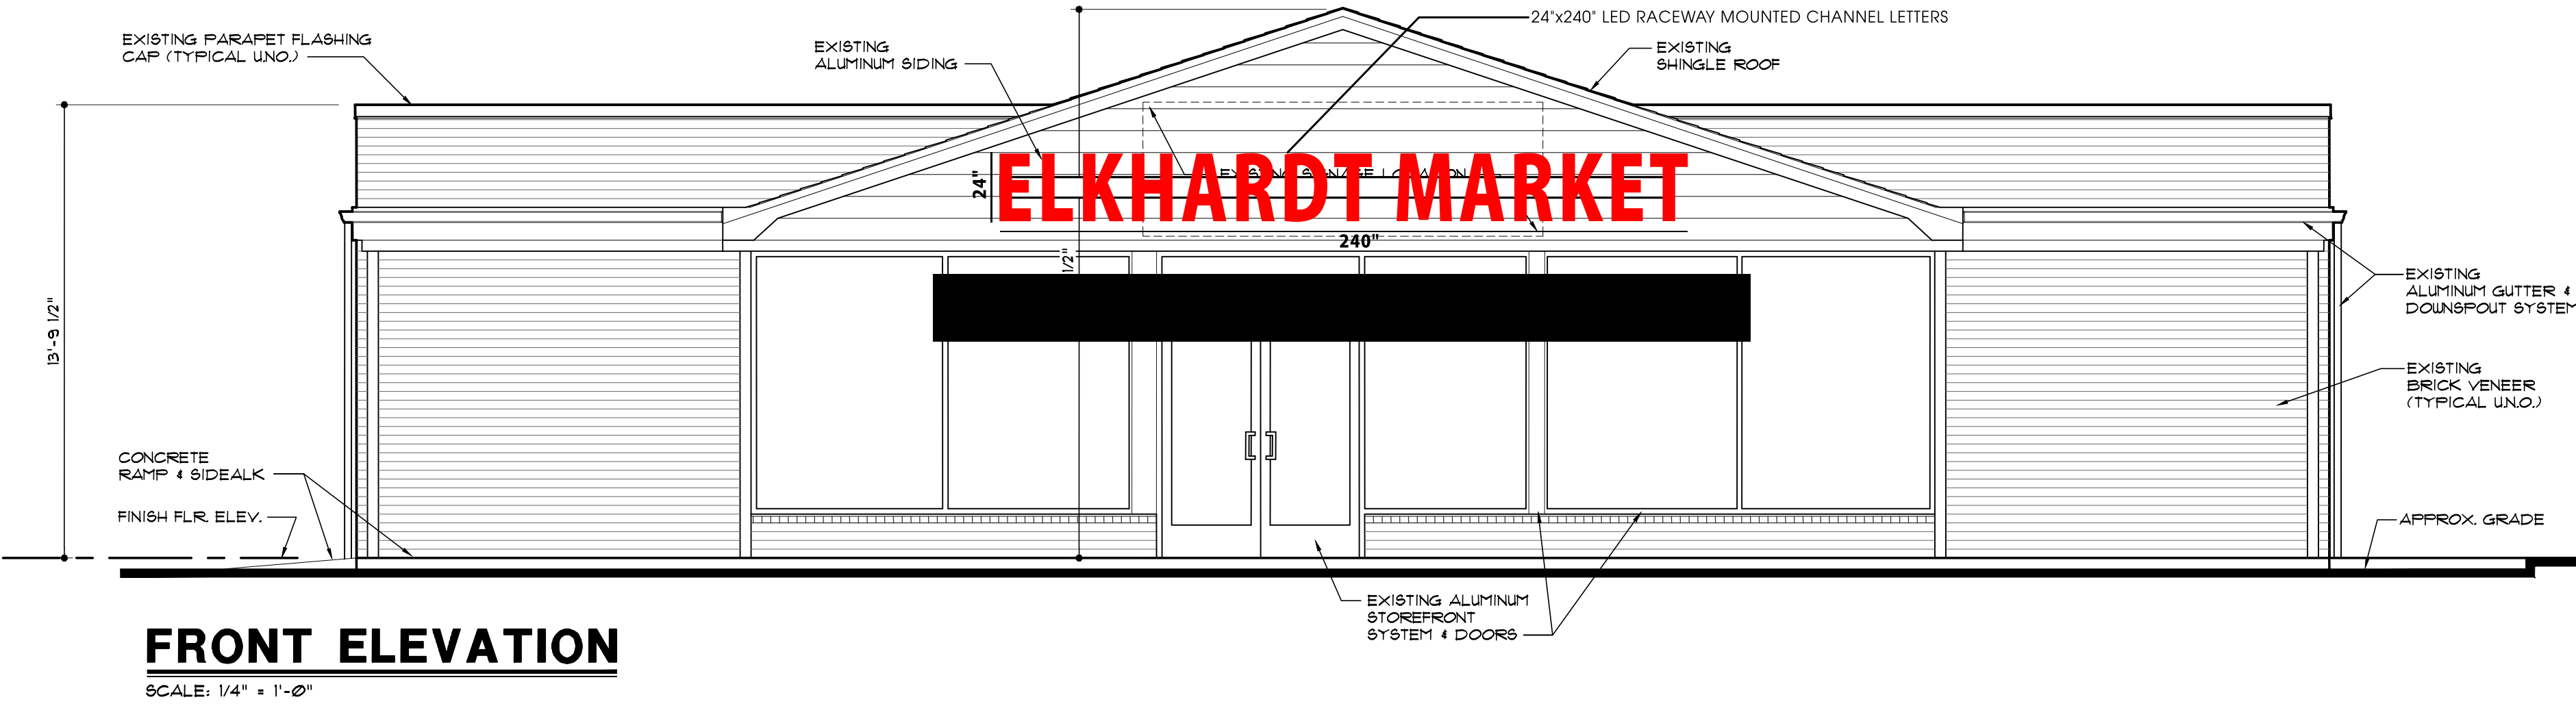 24"x240" LED RACEWAY MOUNTED CHANNEL LETTERS
EXISTING PARAPET FLASHING
CAP (TYPICAL U.N.O.)
EXISTING
ALUMINUM SIDING
EXISTING
SHINGLE ROOF
ELKHARDT MARKET
24"
240"
1/2"
13'-9 1/2"
EXISTING
ALUMINUM GUTTER &
DOWNSPOUT SYSTEM
EXISTING
BRICK VENEER
(TYPICAL U.N.O.)
CONCRETE
RAMP & SIDEALK
FINISH FLR. ELEV.
APPROX. GRADE
EXISTING ALUMINUM
STOREFRONT
SYSTEM & DOORS
FRONT ELEVATION
SCALE: 1/4" = 1'-0"